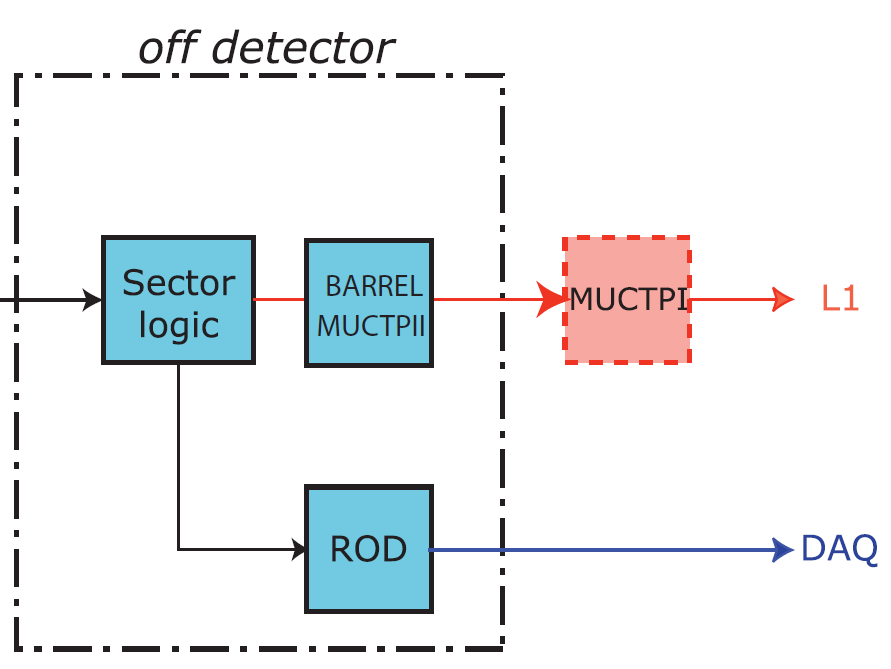 off detector
Sector
logic
BARREL
MUCTPII
MUCTPI
L1
ROD
DAQ